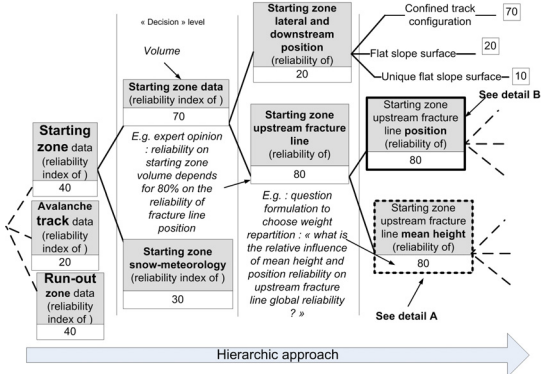 « Decision » level
Volume
Starting zone data
(reliability index of )
70
E.g. expert opinion
: reliability on
starting zone
volume depends
for 80% on the
reliability of
fracture line
position
Starting
zone data
(reliability
index of )
40
Avalanche
track data
(reliability
index of )
20
Run-out
zone data
(reliability
index of )
40
Starting zone
snow-meteorology
(reliability index of )
30
Starting zone
lateral and
downstream
position
(reliability of)
20
Starting zone
upstream fracture
line
(reliability of)
80
E.g. : question
formulation to
choose weight
repartition : « what is
the relative influence
of mean height and
position reliability on
upstream fracture
line global reliability
? »
Confined track
configuration
70
Flat slope surface
20
Unique flat slope surface
10
See detail B
Starting zone
upstream fracture
line position
(reliability of)
80
Starting zone
upstream fracture
line mean height
(reliability of)
80
See detail A
Hierarchic approach